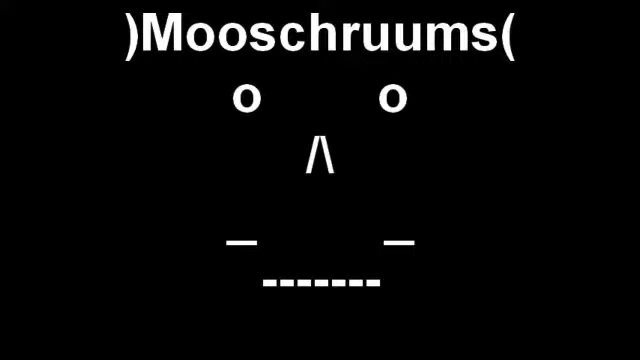 )Mooschruums(
o o
/\
_ _
-------